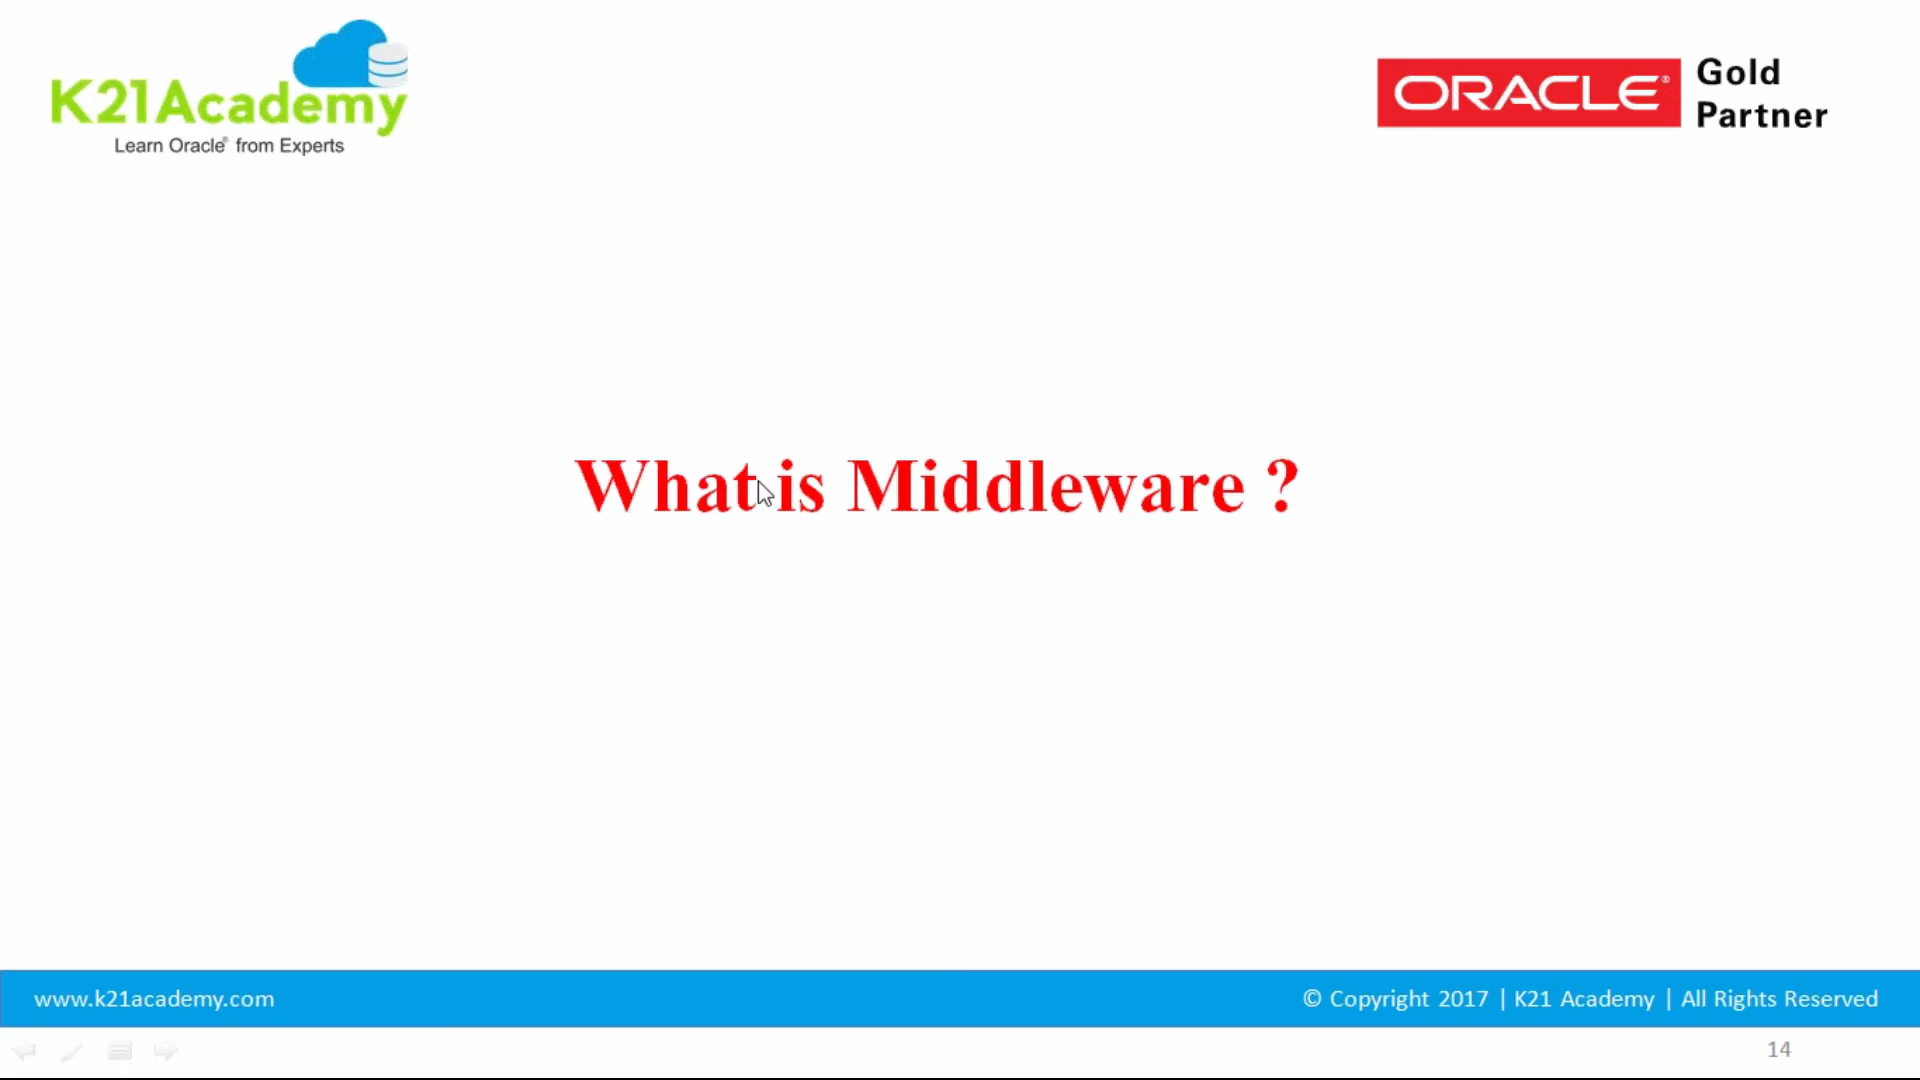 K21Academy
Learn Oracle® from Experts
ORACLE®
Gold
Partner
What is Middleware ?
www.k21academy.com
© Copyright 2017 | K21 Academy | All Rights Reserved
14